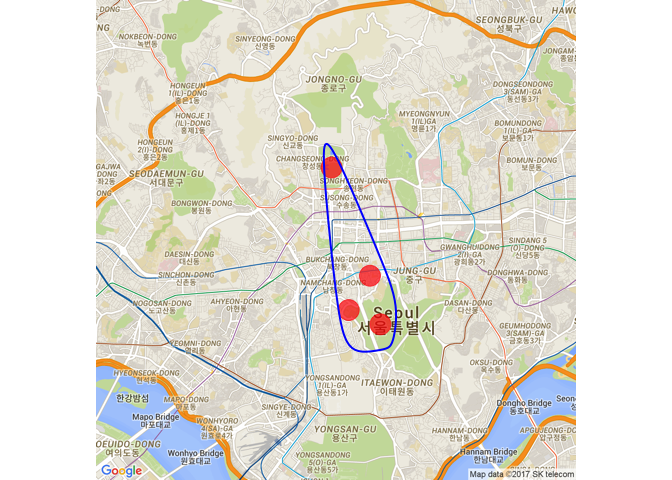 SEONGBUK-GU
성북구
HAWO
NOKBEON-DONG
녹번동
SINYEONG-DONG
신영동
JONGNO-GU
종로구
JONGAM-
종암동
HONGEUN
1(IL)-DONG
홍은1동
DONGSEONDONG
3(SAM)-GA
동선동3가
MYEONGNYUN
1(IL)GA
명륜1가
HONGJE 1
(IL)-DONG
홍제1동
BOMUNDONG
1(IL)-GA
보문동1가
HONGEUN
2(I)-DONG
홍은2동
SINGYO-DONG
신교동
CHANGSEONG-DONG
창성동
BOMUN-DONG
보문동
GAJWA
-DONG
좌2동
SEODAEMUN-GU
서대문구
SUSONG-DONG
수송동
BONGWON-DONG
봉원동
DAESIN-DONG
대신동
GWANGHUIDONG
2(I)-GA
광희동2가
SINDANG 5
(O)-DONG
신당5동
BUKCHANG-DONG
북창동
JUNG-GU
중구
SINCHON-DONG
신촌동
DONGHWA-DONG
동화동
NAMCHANG-DONG
남창동
NOGOSAN-DONG
노고산동
AHYEON-DONG
아현동
DASAN-DONG
다산동
Seoul
서울특별시
GEUMHODONG
3(SAM)-GA
금호동3가
YEOMNI-DONG
염리동
HYEONSEOK-DONG
현석동
OKSU-DONG
옥수동
YONGSANDONG
1(IL)-GA
용산동1가
ITAEWON-DONG
이태원동
한강밤섬
MAPO-DONG
마포동
SINGYE-DONG
신계동
Dongho Bridge
동호대교
Mapo Bridge
마포대교
WONHYORO
4(SA)-GA
원효로4가
YONGSAN-GU
용산구
HANNAM-DONG
한남동
APGUJEONG-DONG
압구정동
YEOUIDO-DONG
여의도동
Wonhyo Bridge
원효대교
YONGSANDONG
5(O)-GA
용산동5가
Hannam Bridge
한남대교
Google
Map data ©2017 SK telecom